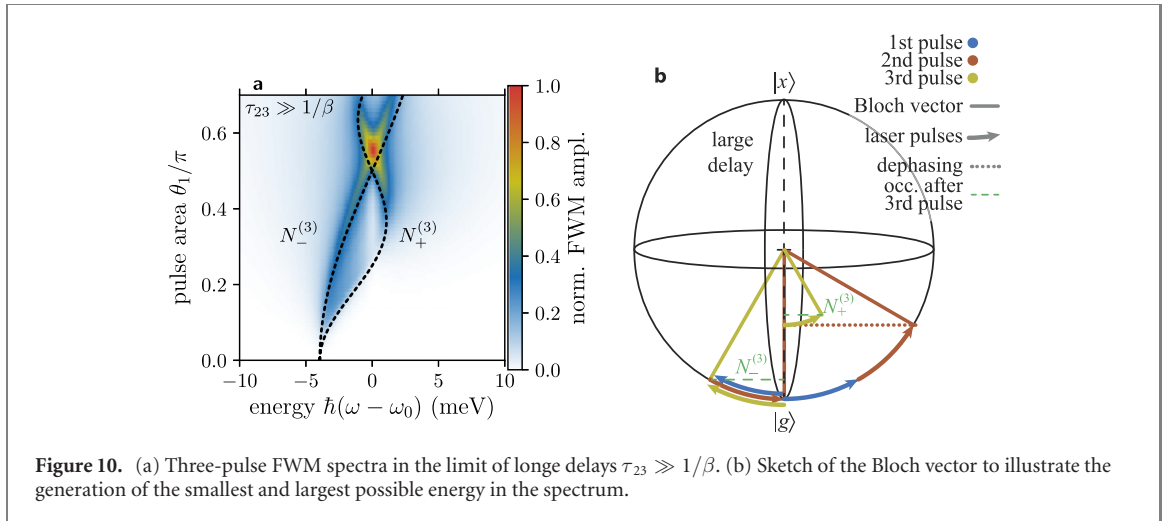 a
τ₂₃ ≫ 1/β
0.6
0.4
0.2
0.0
pulse area θ₁/π
N₋⁽³⁾
N₊⁽³⁾
−10
−5
0
5
10
energy ℏ(ω − ω₀) (meV)
1.0
0.8
0.6
0.4
0.2
0.0
norm. FWM ampl.
b
|x⟩
large
delay
N₊⁽³⁾
N₋⁽³⁾
|g⟩
1st pulse
2nd pulse
3rd pulse
Bloch vector
laser pulses
dephasing
occ. after
3rd pulse
Figure 10. (a) Three-pulse FWM spectra in the limit of longe delays τ₂₃ ≫ 1/β. (b) Sketch of the Bloch vector to illustrate the
generation of the smallest and largest possible energy in the spectrum.